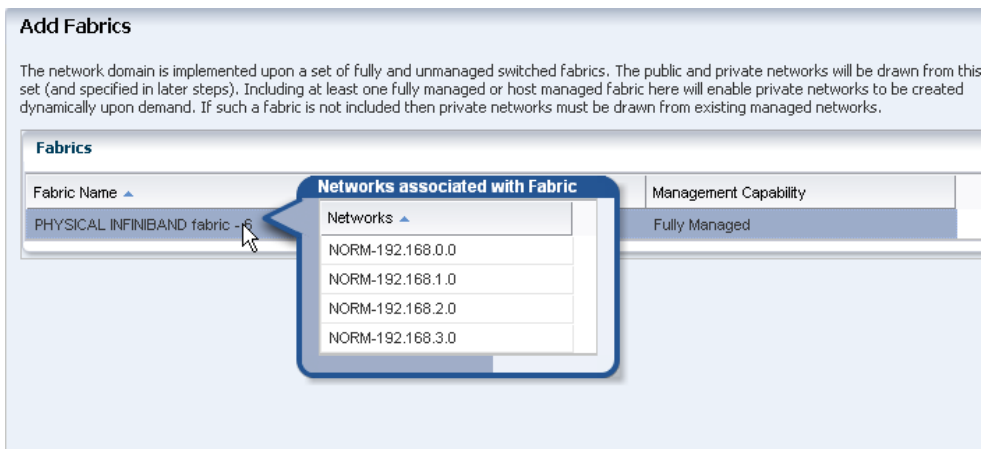 Add Fabrics
The network domain is implemented upon a set of fully and unmanaged switched fabrics. The public and private networks will be drawn from this
set (and specified in later steps). Including at least one fully managed or host managed fabric here will enable private networks to be created
dynamically upon demand. If such a fabric is not included then private networks must be drawn from existing managed networks.
Fabrics
Fabric Name
Networks associated with Fabric
Management Capability
PHYSICAL INFINIBAND fabric - 6
Networks
Fully Managed
NORM-192.168.0.0
NORM-192.168.1.0
NORM-192.168.2.0
NORM-192.168.3.0